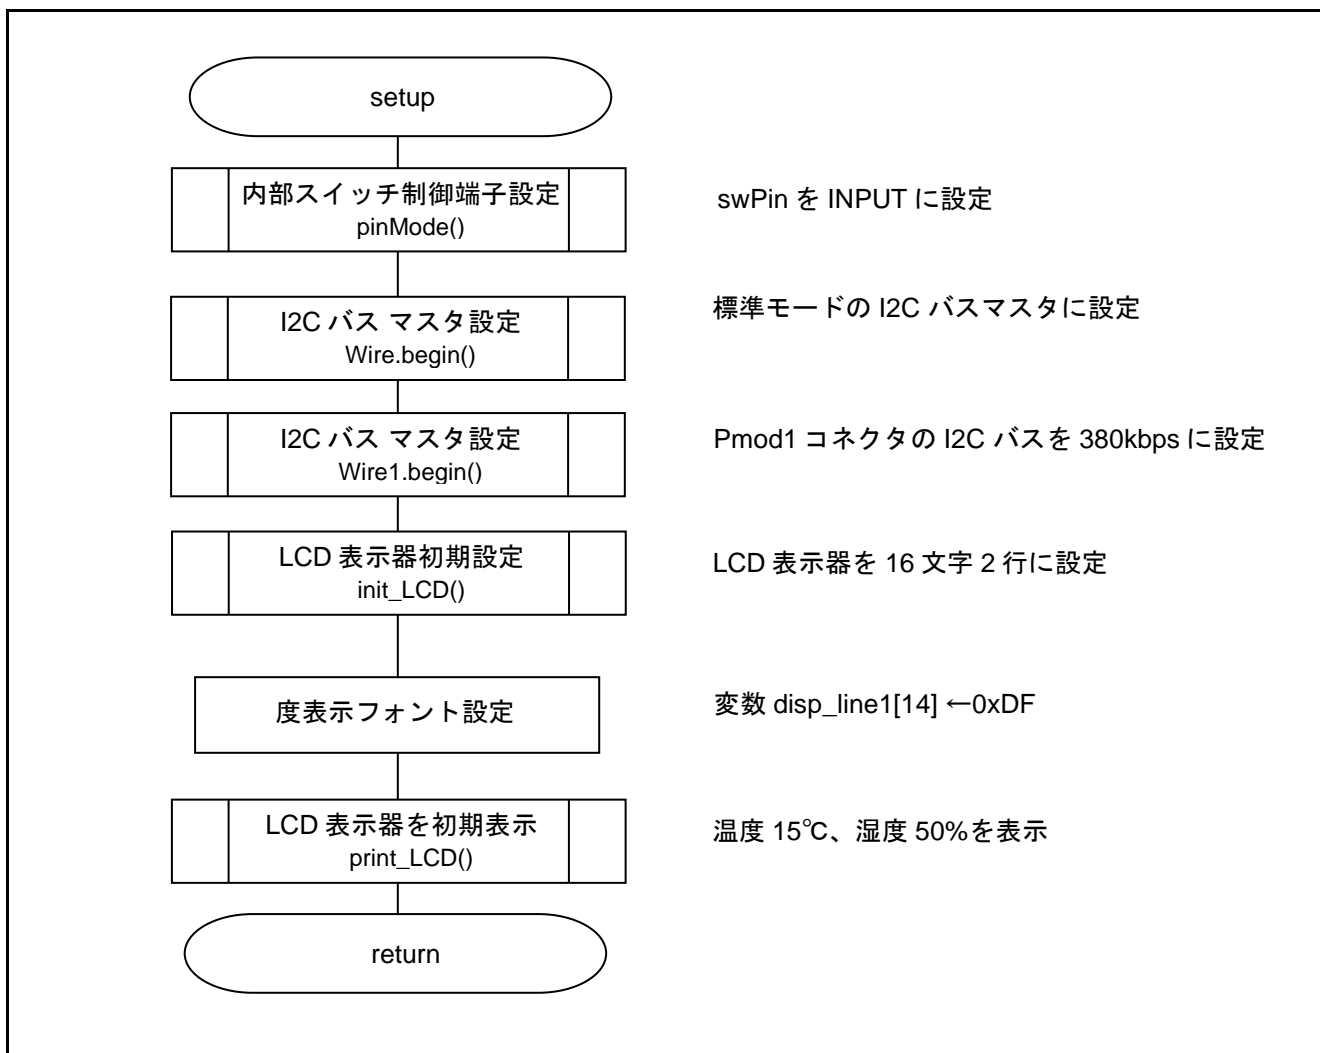 setup
内部スイッチ制御端子設定
pinMode()
swPin を INPUT に設定
I2C バス マスタ設定
Wire.begin()
標準モードの I2C バスマスタに設定
I2C バス マスタ設定
Wire1.begin()
Pmod1 コネクタの I2C バスを 380kbps に設定
LCD 表示器初期設定
init_LCD()
LCD 表示器を 16 文字 2 行に設定
度表示フォント設定
変数 disp_line1[14] ←0xDF
LCD 表示器を初期表示
print_LCD()
温度 15℃、湿度 50%を表示
return